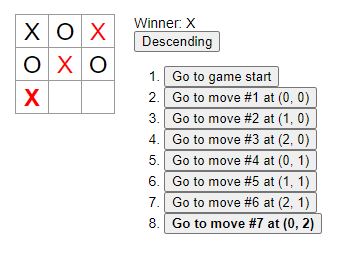 X O X
O X O
X
Winner: X
Descending
1. Go to game start
2. Go to move #1 at (0, 0)
3. Go to move #2 at (1, 0)
4. Go to move #3 at (2, 0)
5. Go to move #4 at (0, 1)
6. Go to move #5 at (1, 1)
7. Go to move #6 at (2, 1)
8. Go to move #7 at (0, 2)